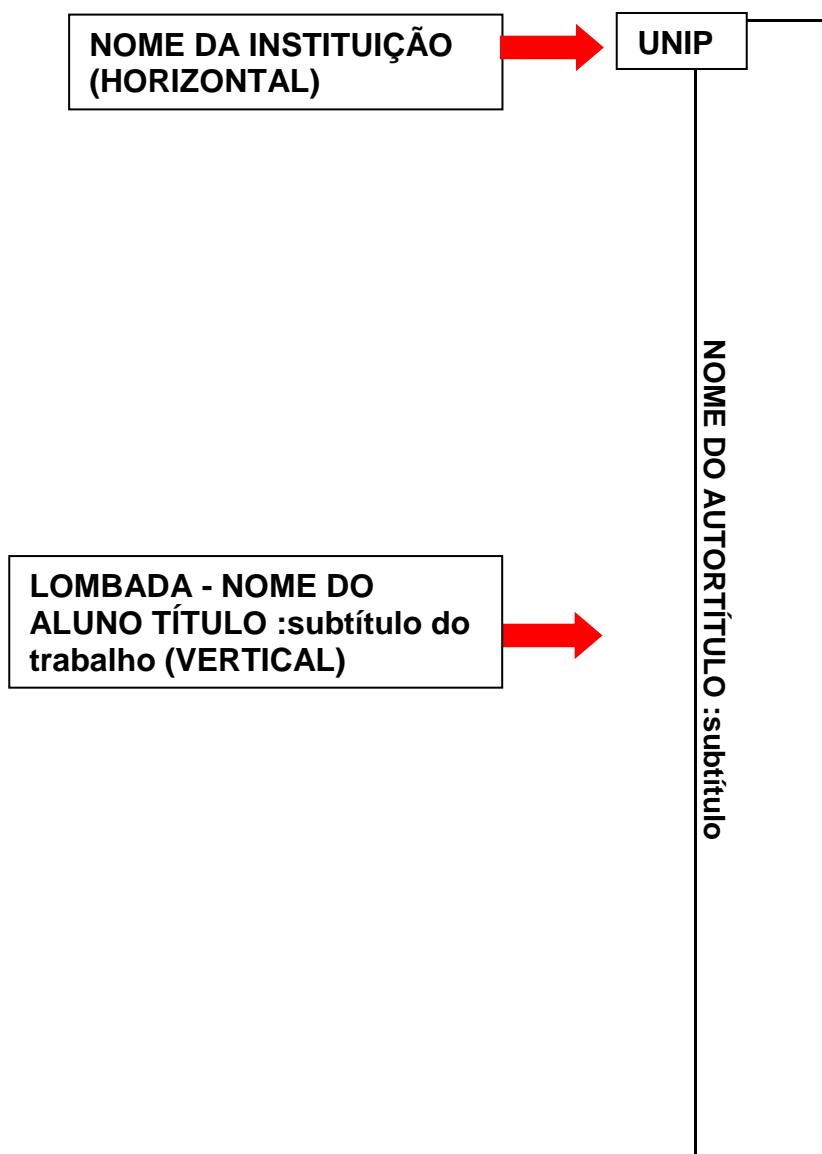 NOME DA INSTITUIÇÃO
(HORIZONTAL)
UNIP
NOME DO AUTORTÍTULO :subtítulo
LOMBADA - NOME DO
ALUNO TÍTULO :subtítulo do
trabalho (VERTICAL)